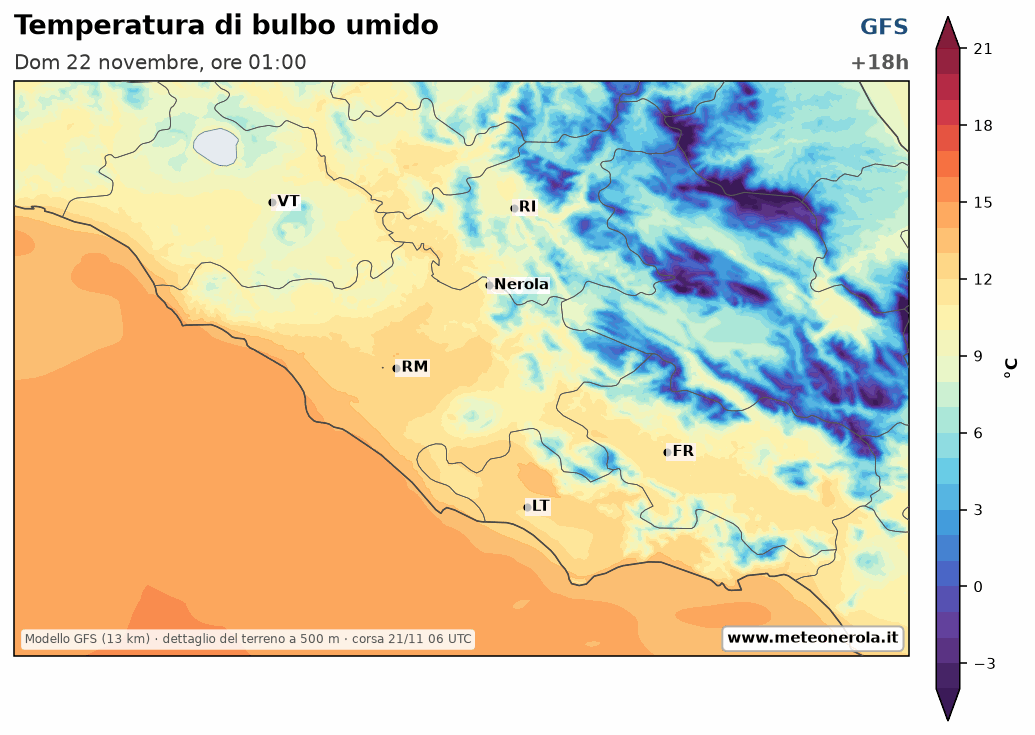 Temperatura di bulbo umido
GFS
Dom 22 novembre, ore 01:00
+18h
VT
RI
Nerola
RM
FR
LT
21
18
15
12
9
6
3
0
−3
°C
Modello GFS (13 km) · dettaglio del terreno a 500 m · corsa 21/11 06 UTC
www.meteonerola.it